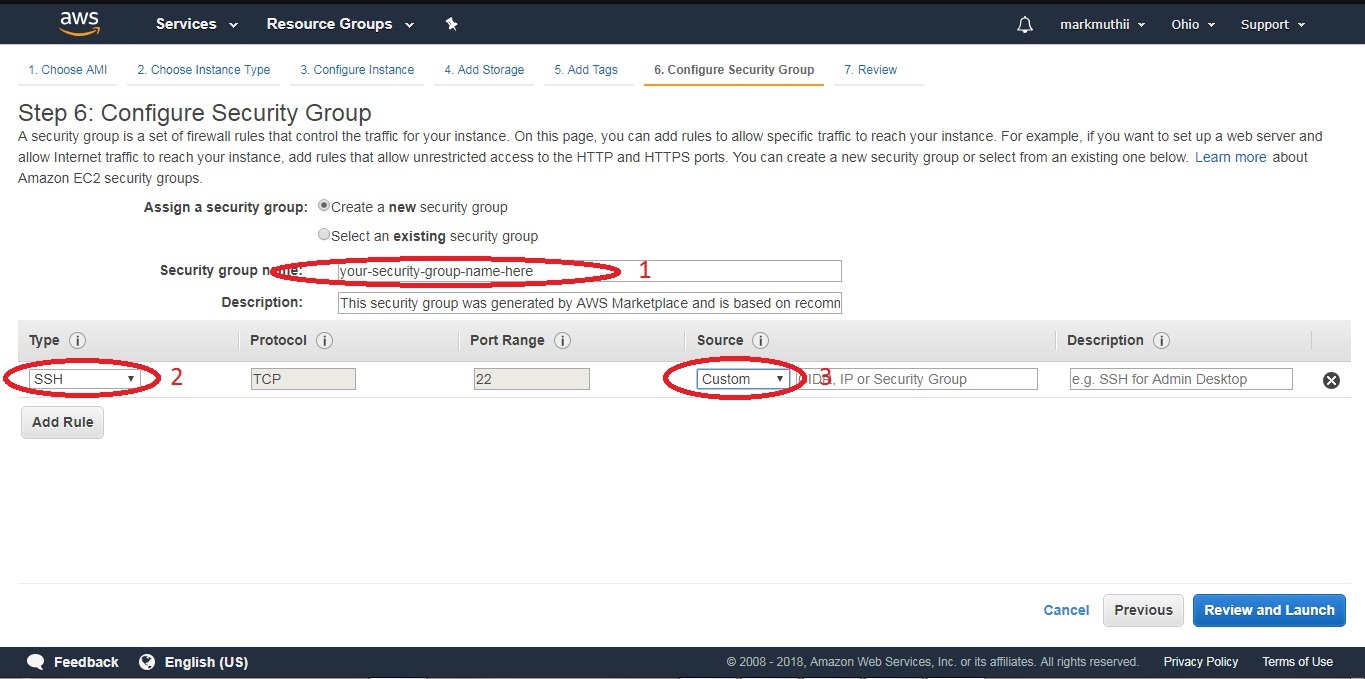 aws Services Resource Groups markmuthii Ohio Support
1. Choose AMI 2. Choose Instance Type 3. Configure Instance 4. Add Storage 5. Add Tags 6. Configure Security Group 7. Review
Step 6: Configure Security Group
A security group is a set of firewall rules that control the traffic for your instance. On this page, you can add rules to allow specific traffic to reach your instance. For example, if you want to set up a web server and
allow Internet traffic to reach your instance, add rules that allow unrestricted access to the HTTP and HTTPS ports. You can create a new security group or select from an existing one below. Learn more about
Amazon EC2 security groups.
Assign a security group: Create a new security group
Select an existing security group
Security group name: your-security-group-name-here 1
Description: This security group was generated by AWS Marketplace and is based on recomn
Type i Protocol i Port Range i Source i Description i
SSH 2 TCP 22 Custom 3 CIDR, IP or Security Group e.g. SSH for Admin Desktop
Add Rule
Cancel Previous Review and Launch
Feedback English (US) © 2008 - 2018, Amazon Web Services, Inc. or its affiliates. All rights reserved. Privacy Policy Terms of Use